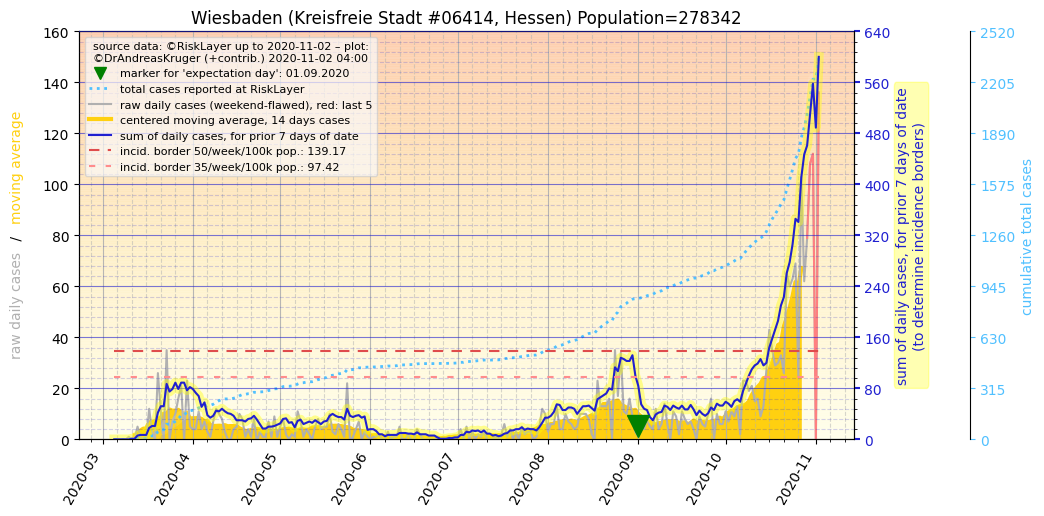 Wiesbaden (Kreisfreie Stadt #06414, Hessen) Population=278342
source data: ©RiskLayer up to 2020-11-02 – plot:
©DrAndreasKruger (+contrib.) 2020-11-02 04:00
marker for 'expectation day': 01.09.2020
total cases reported at RiskLayer
raw daily cases (weekend-flawed), red: last 5
centered moving average, 14 days cases
sum of daily cases, for prior 7 days of date
incid. border 50/week/100k pop.: 139.17
incid. border 35/week/100k pop.: 97.42
raw daily cases / moving average
160
140
120
100
80
60
40
20
0
2020-03
2020-04
2020-05
2020-06
2020-07
2020-08
2020-09
2020-10
2020-11
640
560
480
400
320
240
160
80
0
sum of daily cases, for prior 7 days of date
(to determine incidence borders)
2520
2205
1890
1575
1260
945
630
315
0
cumulative total cases